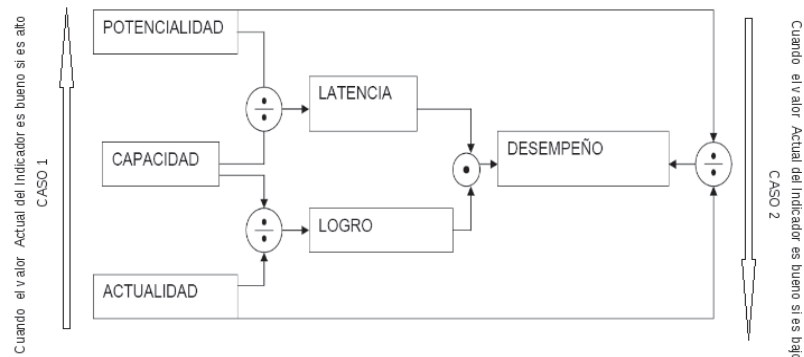 POTENCIALIDAD
LATENCIA
CAPACIDAD
DESEMPEÑO
LOGRO
ACTUALIDAD
Cuando el valor Actual del Indicador es bueno si es alto
CASO 1
Cuando el valor Actual del Indicador es bueno si es bajo
CASO 2